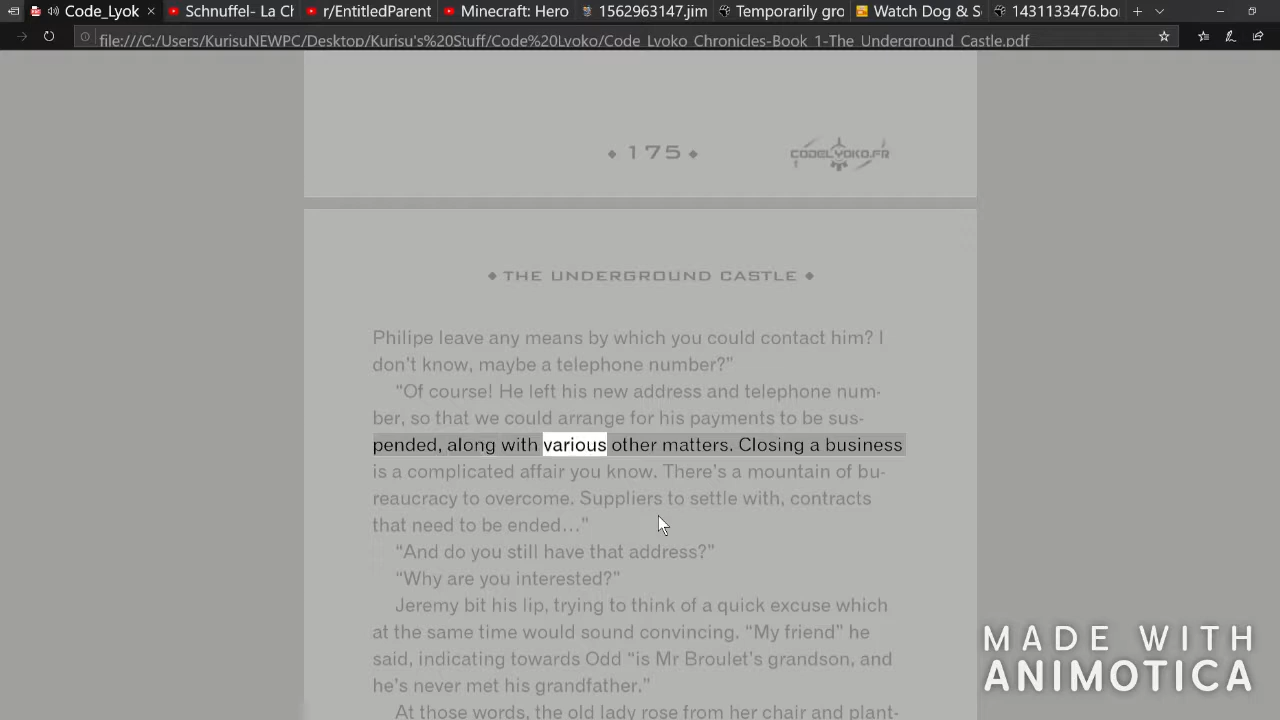 Code_Lyok
Schnuffel- La Ch
r/EntitledParent
Minecraft: Hero
1562963147.jim
Temporarily gro
Watch Dog & S
1431133476.bo
file:///C:/Users/KurisuNEWPC/Desktop/Kurisu's%20Stuff/Code%20Lyoko/Code_Lyoko_Chronicles-Book_1-The_Underground_Castle.pdf
◆ 175 ◆
CODELYOKO.FR
◆ THE UNDERGROUND CASTLE ◆
Philipe leave any means by which you could contact him? I
don't know, maybe a telephone number?”
“Of course! He left his new address and telephone num-
ber, so that we could arrange for his payments to be sus-
pended, along with various other matters. Closing a business
is a complicated affair you know. There's a mountain of bu-
reaucracy to overcome. Suppliers to settle with, contracts
that need to be ended…”
“And do you still have that address?”
“Why are you interested?”
Jeremy bit his lip, trying to think of a quick excuse which
at the same time would sound convincing. “My friend” he
said, indicating towards Odd “is Mr Broulet's grandson, and
he's never met his grandfather.”
At those words, the old lady rose from her chair and plant-
MADE WITH
ANIMOTICA